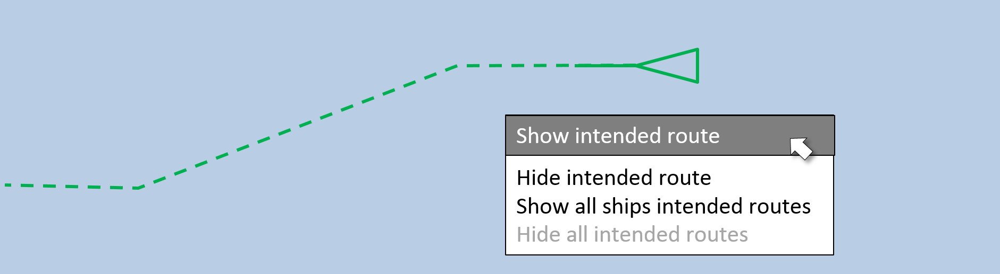 Show intended route
Hide intended route
Show all ships intended routes
Hide all intended routes